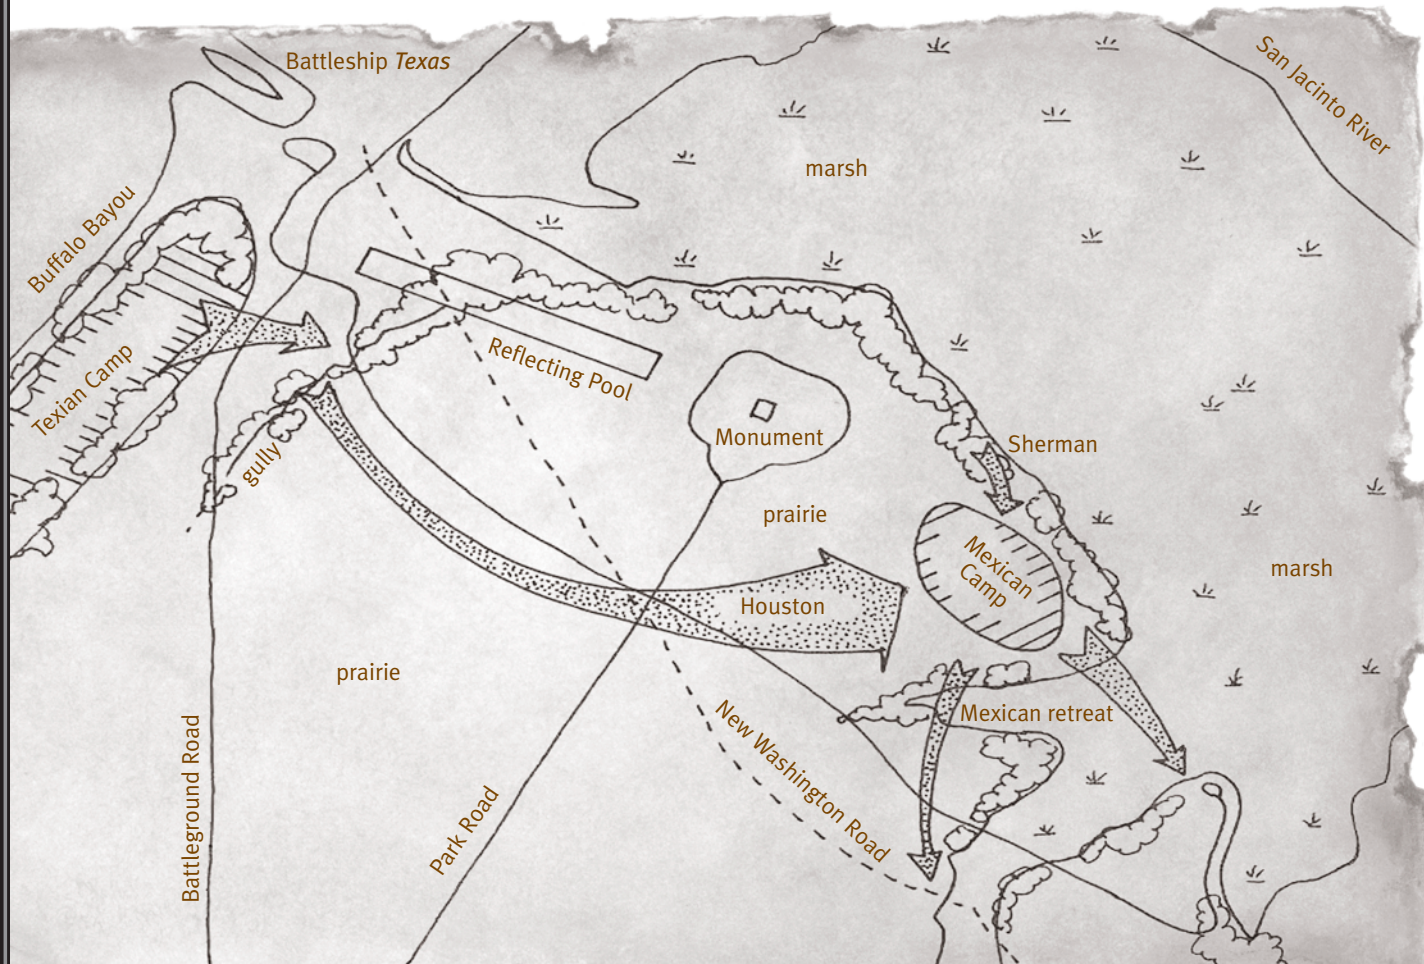 Battleship Texas
San Jacinto River
marsh
Buffalo Bayou
Texian Camp
Reflecting Pool
gully
Monument
Sherman
prairie
Mexican
Camp
marsh
Houston
prairie
Mexican retreat
New Washington Road
Battleground Road
Park Road